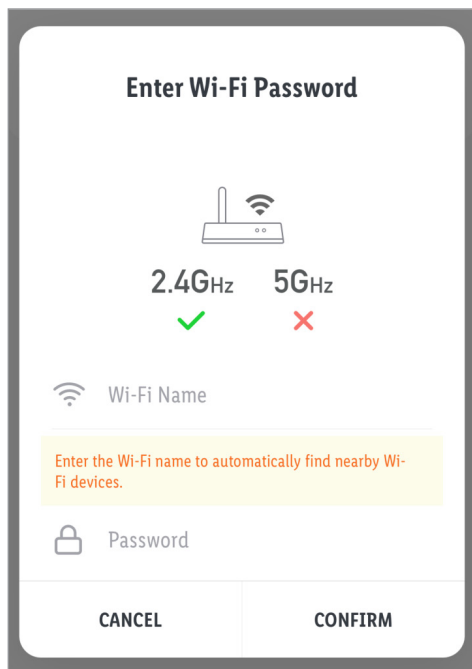 Enter Wi-Fi Password
2.4GHz 5GHz
Wi-Fi Name
Enter the Wi-Fi name to automatically find nearby Wi-
Fi devices.
Password
CANCEL CONFIRM